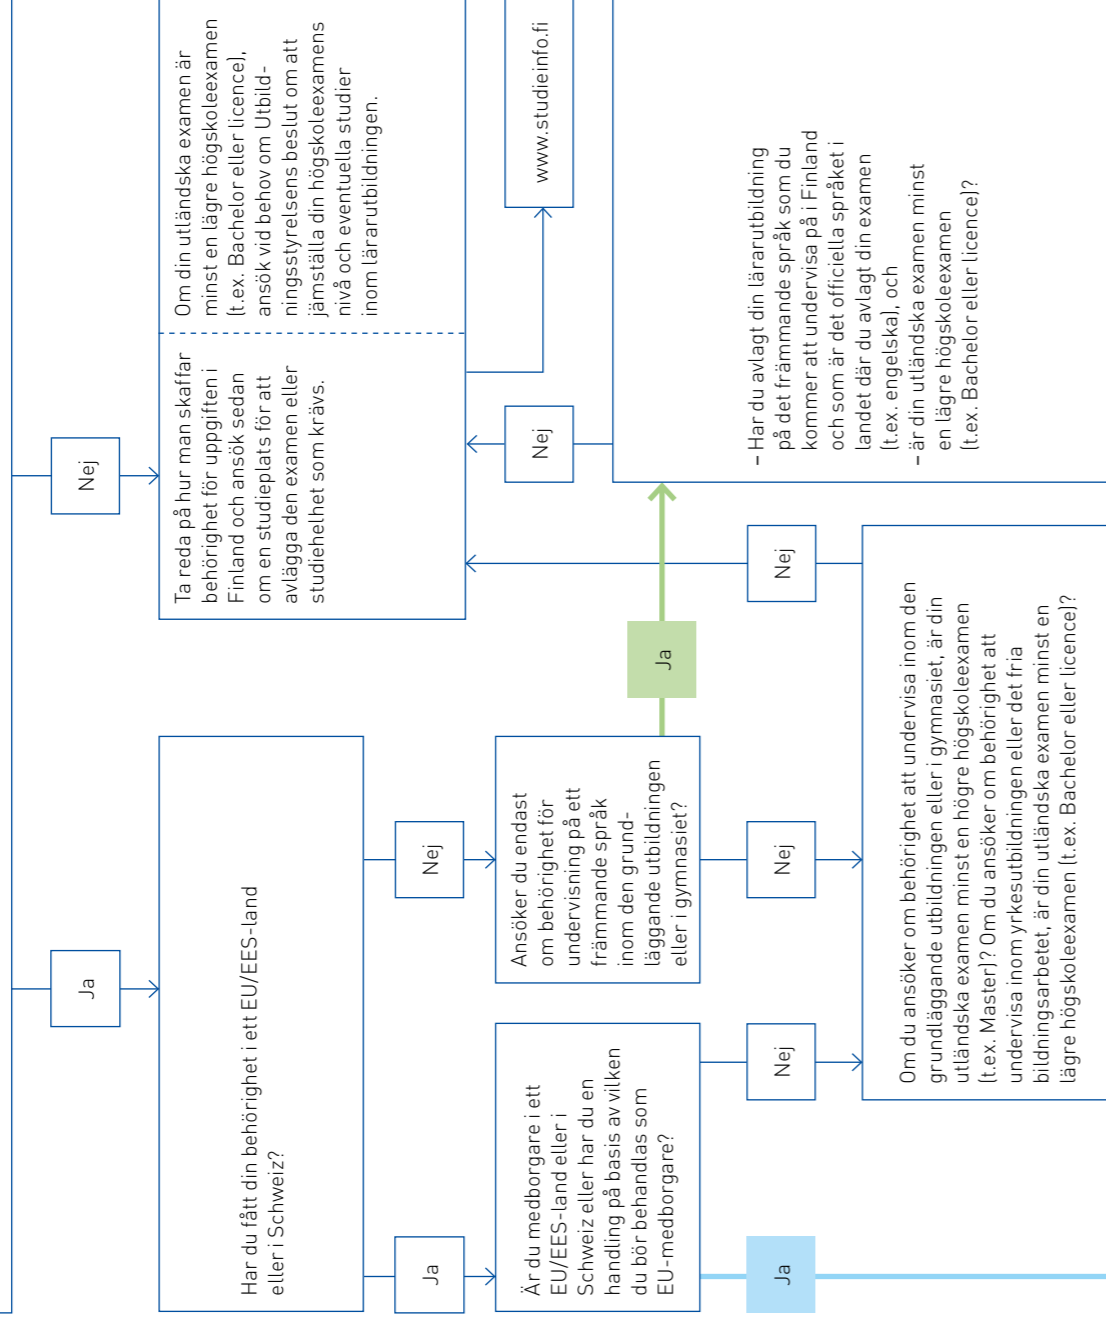 Ja
Nej
Har du fått din behörighet i ett EU/EES-land
eller i Schweiz?
Ta reda på hur man skaffar
behörighet för uppgiften i
Finland och ansök sedan
om en studieplats för att
avlägga den examen eller
studiehelhet som krävs.
Om din utländska examen är
minst en lägre högskoleexamen
(t.ex. Bachelor eller licence),
ansök vid behov om Utbild-
ningsstyrelsens beslut om att
jämställa din högskoleexamens
nivå och eventuella studier
inom lärarutbildningen.
Ja
Nej
Nej
www.studieinfo.fi
Är du medborgare i ett
EU/EES-land eller i
Schweiz eller har du en
handling på basis av vilken
du bör behandlas som
EU-medborgare?
Ansöker du endast
om behörighet för
undervisning på ett
främmande språk
inom den grund-
läggande utbildningen
eller i gymnasiet?
Ja
– Har du avlagt din lärarutbildning
på det främmande språk som du
kommer att undervisa på i Finland
och som är det officiella språket i
landet där du avlagt din examen
(t.ex. engelska), och
– är din utländska examen minst
en lägre högskoleexamen
(t.ex. Bachelor eller licence)?
Ja
Nej
Nej
Nej
Om du ansöker om behörighet att undervisa inom den
grundläggande utbildningen eller i gymnasiet, är din
utländska examen minst en högre högskoleexamen
(t.ex. Master)? Om du ansöker om behörighet att
undervisa inom yrkesutbildningen eller det fria
bildningsarbetet, är din utländska examen minst en
lägre högskoleexamen (t.ex. Bachelor eller licence)?